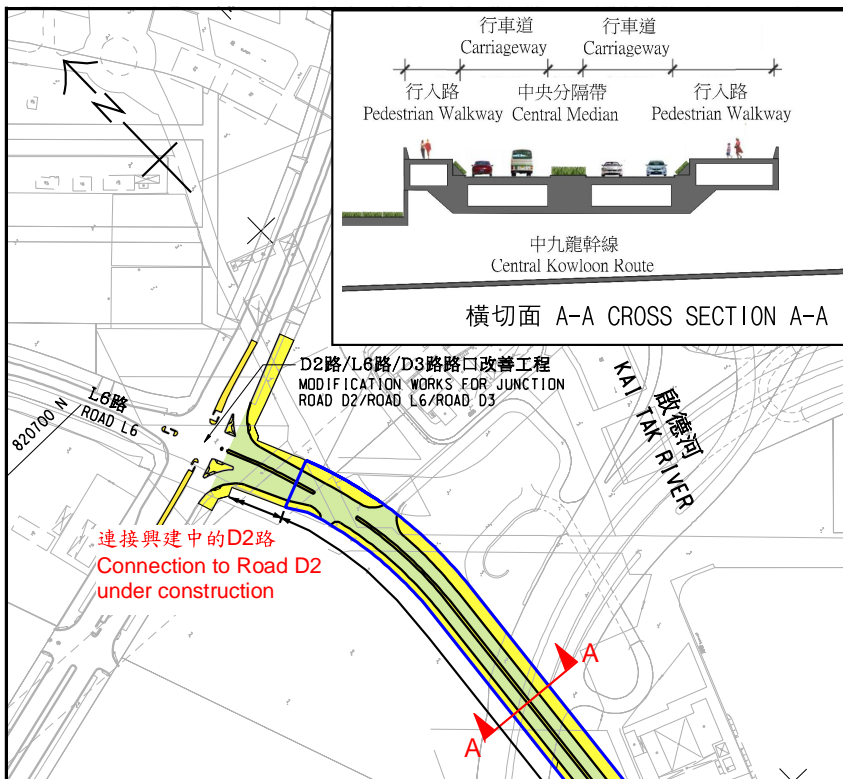 行車道
Carriageway
行車道
Carriageway
行入路
Pedestrian Walkway
中央分隔帶
Central Median
行入路
Pedestrian Walkway
中九龍幹線
Central Kowloon Route
橫切面 A-A CROSS SECTION A-A
N
D2路/L6路/D3路路口改善工程
MODIFICATION WORKS FOR JUNCTION
ROAD D2/ROAD L6/ROAD D3
啟德河
KAI TAK RIVER
L6路
ROAD L6
820700 N
連接興建中的D2路
Connection to Road D2
under construction
A
A